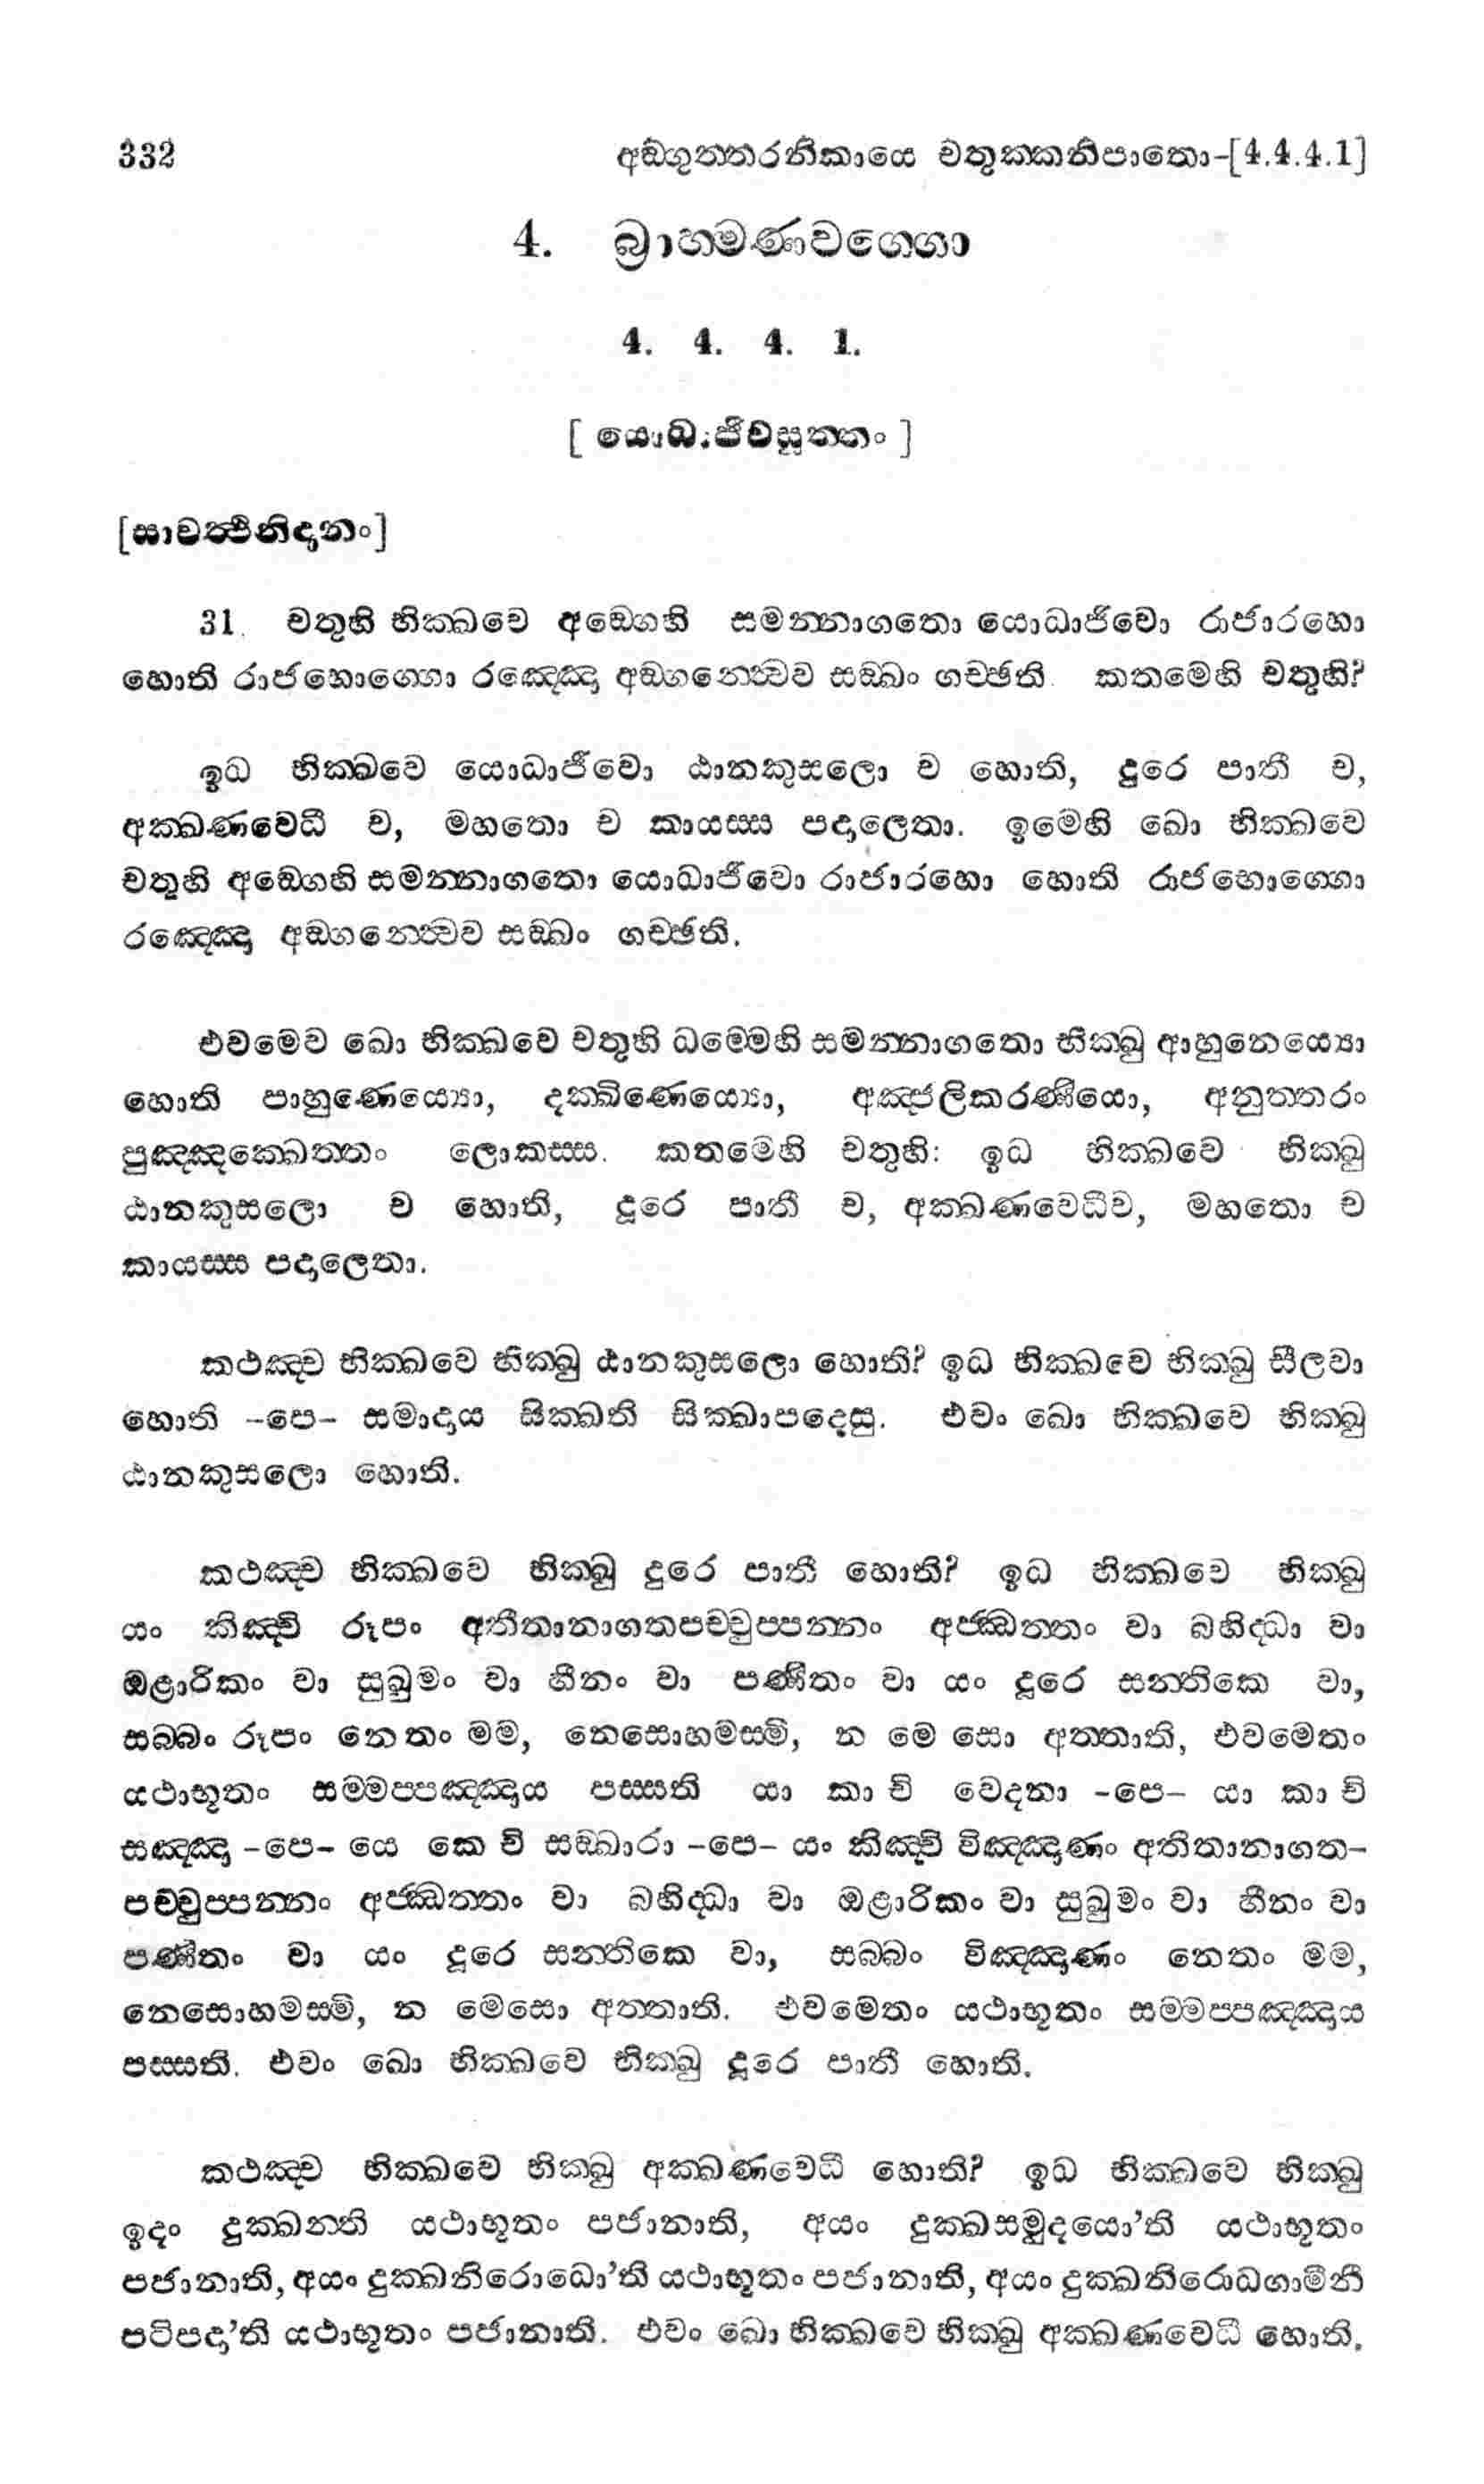 332 අඞ්ගුත්තරනිකායෙ චතුක්කනිපාතො-[4.4.4.1]
4. බ්‍රාහ්මණවග්ගො
4. 4. 4. 1.
[ යොධාජීවසුත්තං ]
[සාවත්ථිනිදානං]
31. චතූහි භික්ඛවෙ අඞ්ගෙහි සමන්නාගතො යොධාජීවො රාජාරහො
හොති රාජභොග්ගො රඤ්ඤො අඞ්ගන්ත්වෙව සඞ්ඛං ගච්ඡති. කතමෙහි චතූහි?
ඉධ භික්ඛවෙ යොධාජීවො ඨානකුසලො ච හොති, දූරෙ පාතී ච,
අක්ඛණවෙධී ච, මහතො ච කායස්ස පදාලෙතා. ඉමෙහි ඛො භික්ඛවෙ
චතූහි අඞ්ගෙහි සමන්නාගතො යොධාජීවො රාජාරහො හොති රාජභොග්ගො
රඤ්ඤො අඞ්ගන්ත්වෙව සඞ්ඛං ගච්ඡති.
එවමෙව ඛො භික්ඛවෙ චතුහි ධම්මෙහි සමන්නාගතො භික්ඛු ආහුනෙය්‍යො
හොති පාහුණෙය්‍යො, දක්ඛිණෙය්‍යො, අඤ්ජලිකරණීයො, අනුත්තරං
පුඤ්ඤක්ඛෙත්තං ලොකස්ස. කතමෙහි චතුහි: ඉධ භික්ඛවෙ භික්ඛු
ඨානකුසලො ච හොති, දූරෙ පාතී ච, අක්ඛණවෙධීච, මහතො ච
කායස්ස පදාලෙතා.
කථඤ්ච භික්ඛවෙ භික්ඛු ඨානකුසලො හොති? ඉධ භික්ඛවෙ භික්ඛු සීලවා
හොති -පෙ- සමාදාය සික්ඛති සික්ඛාපදෙසු. එවං ඛො භික්ඛවෙ භික්ඛු
ඨානකුසලො හොති.
කථඤ්ච භික්ඛවෙ භික්ඛු දූරෙ පාතී හොති? ඉධ භික්ඛවෙ භික්ඛු
යං කිඤ්චි රූපං අතීතානාගතපච්චුප්පන්නං අජ්ඣත්තං වා බහිද්ධා වා
ඔළාරිකං වා සුඛුමං වා හීනං වා පණීතං වා යං දූරෙ සන්තිකෙ වා,
සබ්බං රූපං නෙතං මම, නෙසොහමස්මි, න මෙ සො අත්තාති, එවමෙතං
යථාභූතං සම්මප්පඤ්ඤාය පස්සති යා කා චි වෙදනා -පෙ- යා කා චි
සඤ්ඤා -පෙ- යෙ කෙ චි සඞ්ඛාරා -පෙ- යං කිඤ්චි විඤ්ඤාණං අතීතානාගත-
පච්චුප්පන්නං අජ්ඣත්තං වා බහිද්ධා වා ඔළාරිකං වා සුඛුමං වා හීනං වා
පණීතං වා යං දූරෙ සන්තිකෙ වා, සබ්බං විඤ්ඤාණං නෙතං මම,
නෙසොහමස්මි, න මෙසො අත්තාති. එවමෙතං යථාභූතං සම්මප්පඤ්ඤාය
පස්සති. එවං ඛො භික්ඛවෙ භික්ඛු දූරෙ පාතී හොති.
කථඤ්ච භික්ඛවෙ භික්ඛු අක්ඛණවෙධී හොති? ඉධ භික්ඛවෙ භික්ඛු
ඉදං දුක්ඛන්ති යථාභූතං පජානාති, අයං දුක්ඛසමුදයො'ති යථාභූතං
පජානාති, අයං දුක්ඛනිරොධො'ති යථාභූතං පජානාති, අයං දුක්ඛනිරොධගාමිනී
පටිපදා'ති යථාභූතං පජානාති. එවං ඛො භික්ඛවෙ භික්ඛු අක්ඛණවෙධී හොති.